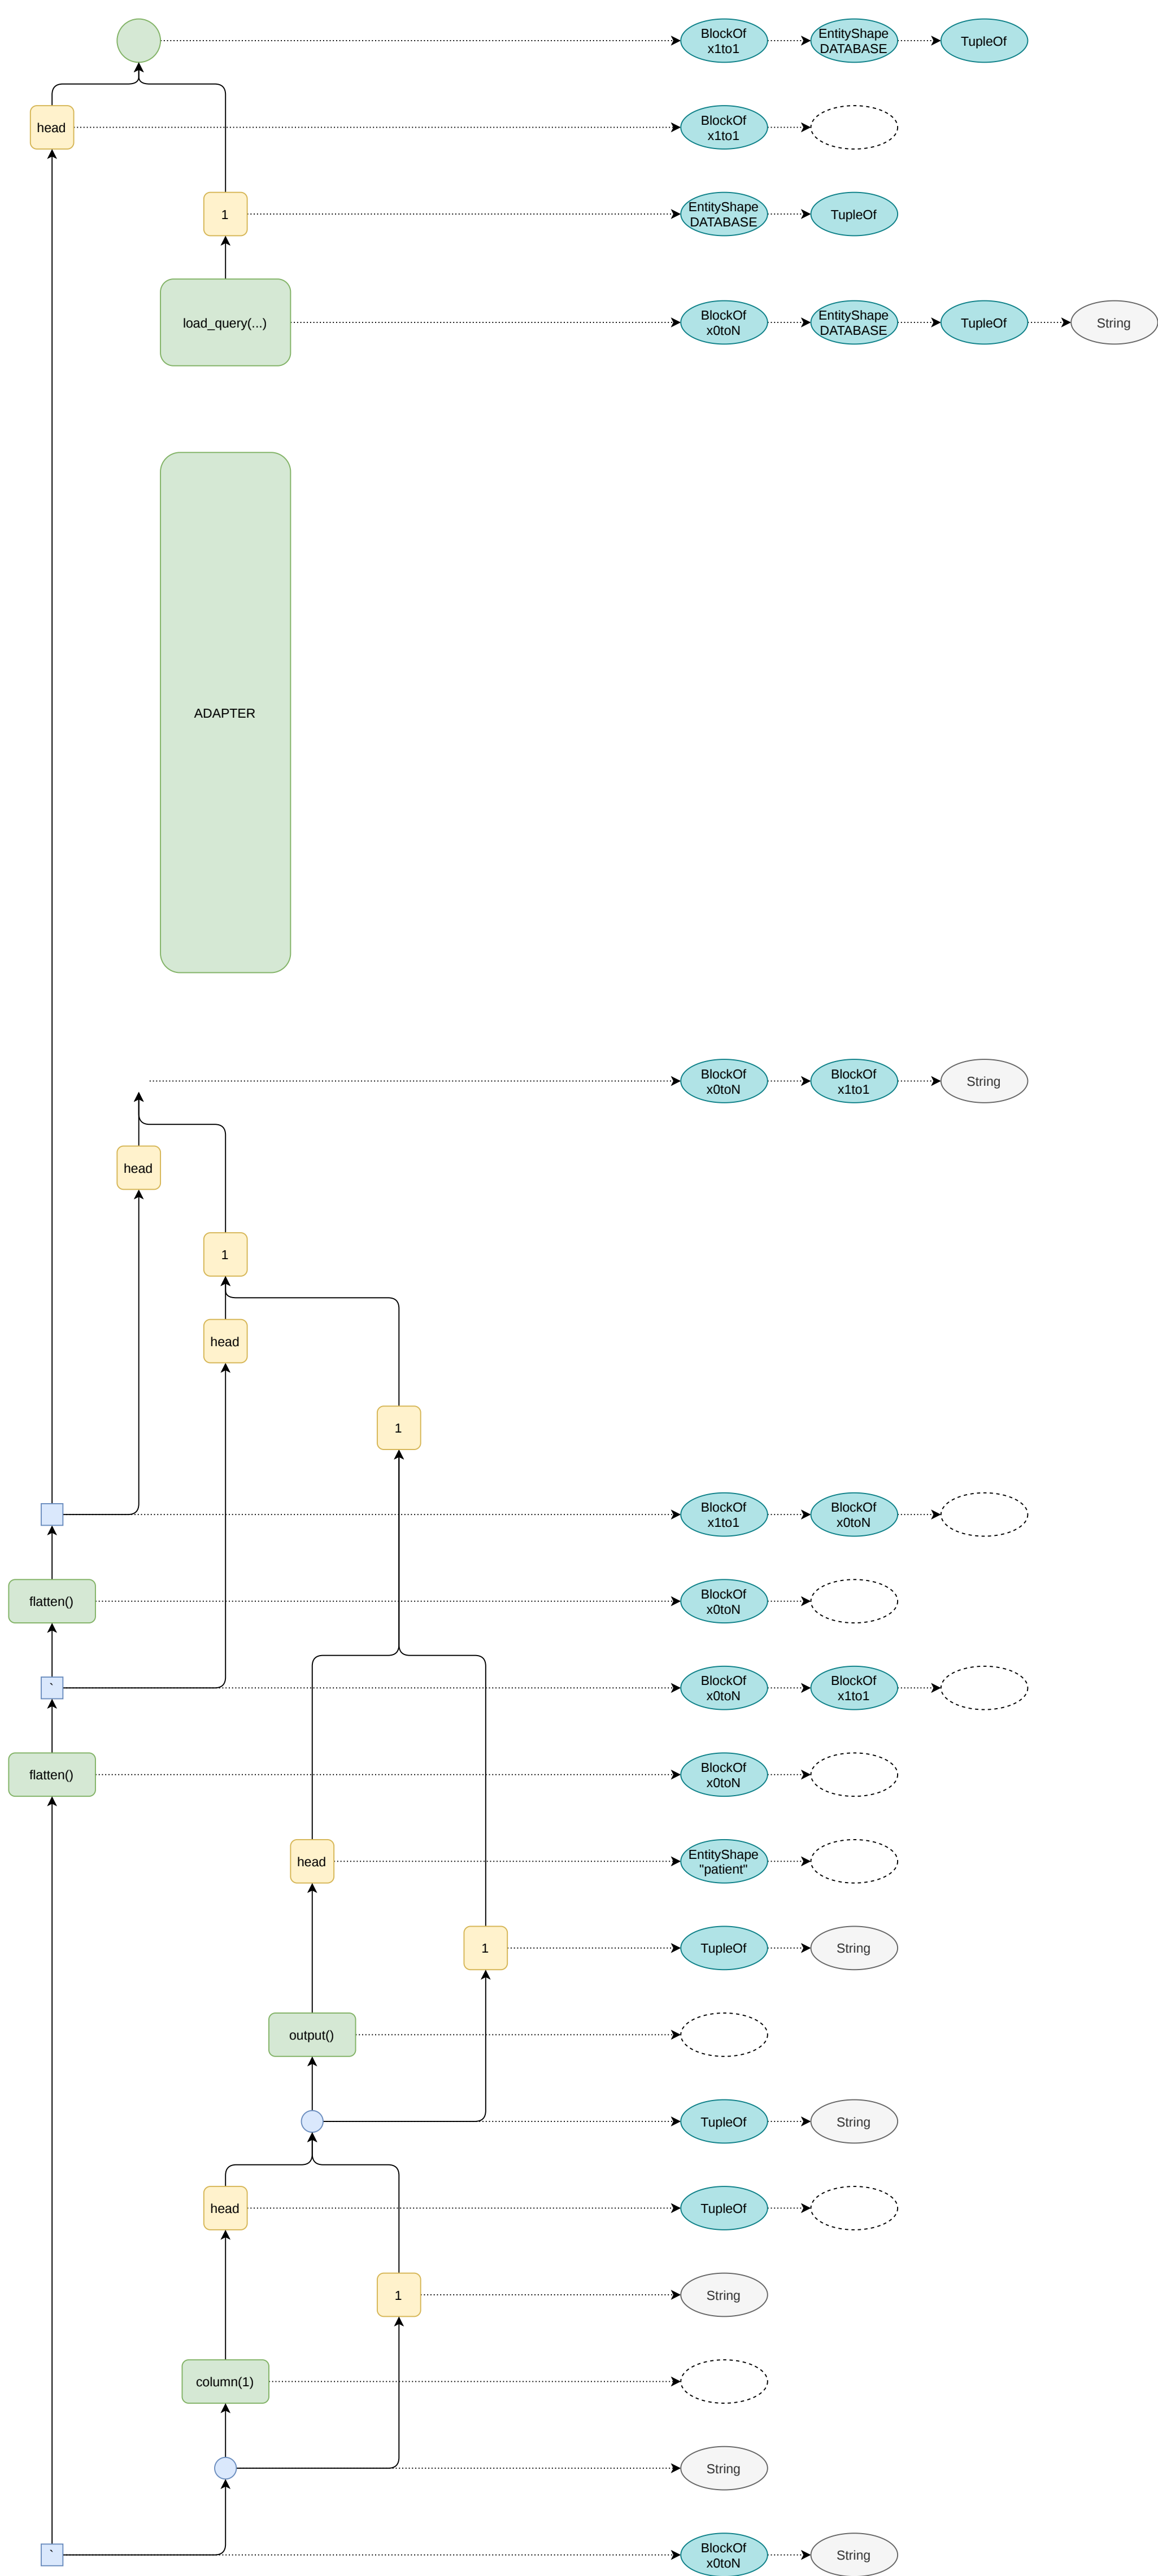 BlockOf
x1to1
EntityShape
DATABASE
TupleOf
head
BlockOf
x1to1
1
EntityShape
DATABASE
TupleOf
load_query(...)
BlockOf
x0toN
EntityShape
DATABASE
TupleOf
String
ADAPTER
BlockOf
x0toN
BlockOf
x1to1
String
head
1
head
1
BlockOf
x1to1
BlockOf
x0toN
flatten()
BlockOf
x0toN
`
BlockOf
x0toN
BlockOf
x1to1
flatten()
BlockOf
x0toN
head
EntityShape
"patient"
1
TupleOf
String
output()
TupleOf
String
head
TupleOf
1
String
column(1)
String
`
BlockOf
x0toN
String